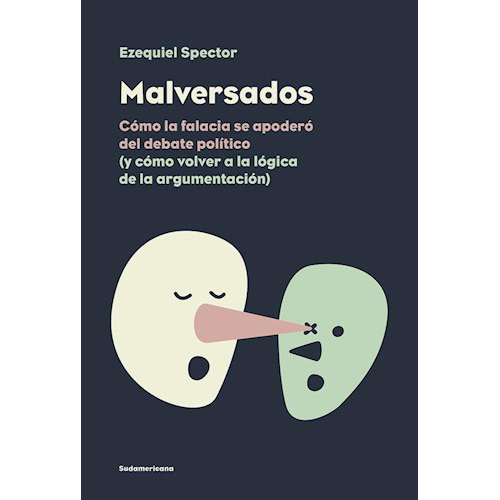 Ezequiel Spector
Malversados
Cómo la falacia se apoderó
del debate político
(y cómo volver a la lógica
de la argumentación)
Sudamericana